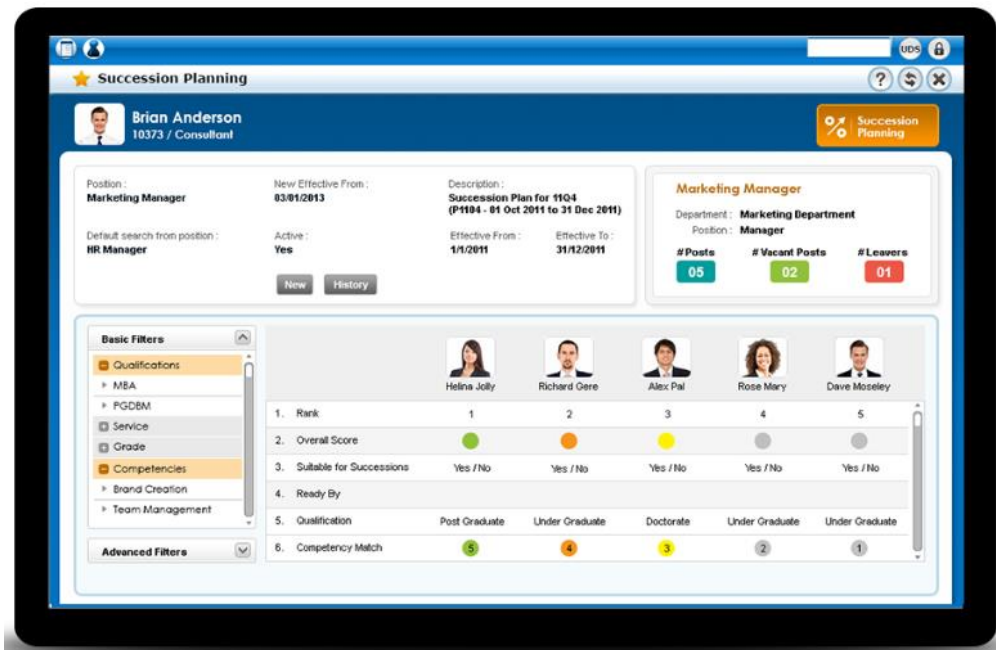 UDS
Succession Planning
?
Brian Anderson
10373 / Consultant
Succession
Planning
Position :
Marketing Manager
New Effective From :
03/01/2013
Description :
Succession Plan for 11Q4
(P1104 - 01 Oct 2011 to 31 Dec 2011)
Default search from position :
HR Manager
Active :
Yes
Effective From :
1/1/2011
Effective To :
31/12/2011
New
History
Marketing Manager
Department : Marketing Department
Position : Manager
#Posts # Vacant Posts #Leavers
05 02 01
Basic Filters
Qualifications
MBA
PGDBM
Service
Grade
Competencies
Brand Creation
Team Management
Advanced Filters
Helina Jolly Richard Gere Alex Pal Rose Mary Dave Moseley
1. Rank 1 2 3 4 5
2. Overall Score
3. Suitable for Successions Yes / No Yes / No Yes / No Yes / No Yes / No
4. Ready By
5. Qualification Post Graduate Under Graduate Doctorate Under Graduate Under Graduate
6. Competency Match 5 4 3 2 1